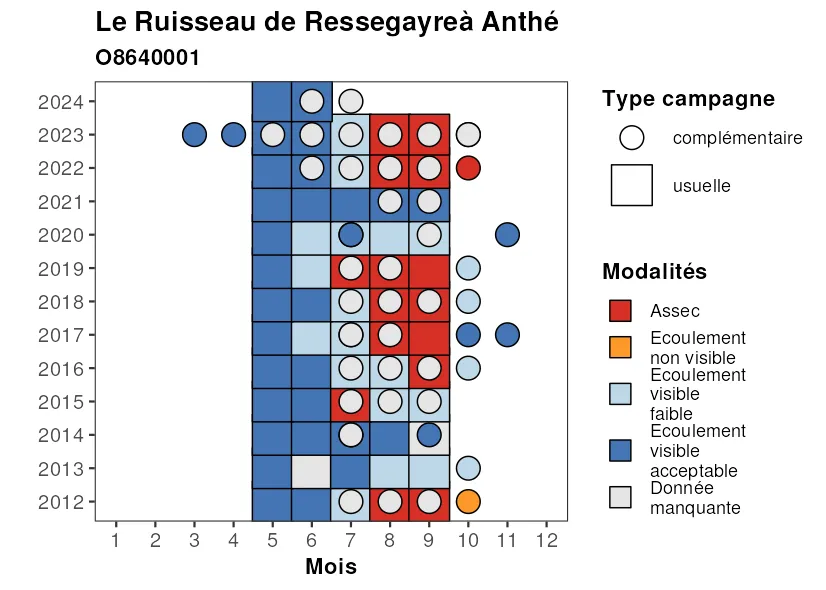 Le Ruisseau de Ressegayreà Anthé
O8640001
2024
2023
2022
2021
2020
2019
2018
2017
2016
2015
2014
2013
2012
1 2 3 4 5 6 7 8 9 10 11 12
Mois
Type campagne
complémentaire
usuelle
Modalités
Assec
Ecoulement
non visible
Ecoulement
visible
faible
Ecoulement
visible
acceptable
Donnée
manquante